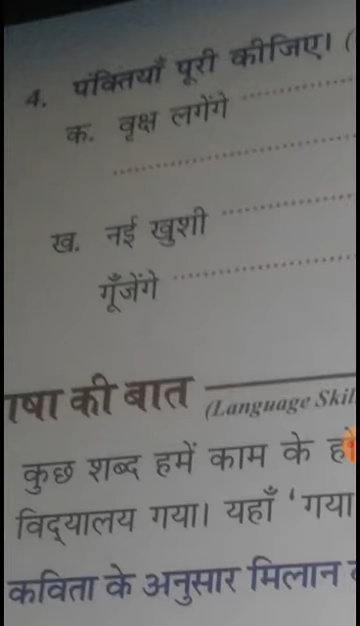 4. पंक्तियाँ पूरी कीजिए। (
क. वृक्ष लगेंगे ....................
....................
ख. नई खुशी ....................
गूँजेंगे ....................
षा की बात (Language Skil
कुछ शब्द हमें काम के हो
विद्यालय गया। यहाँ ‘गया
कविता के अनुसार मिलान